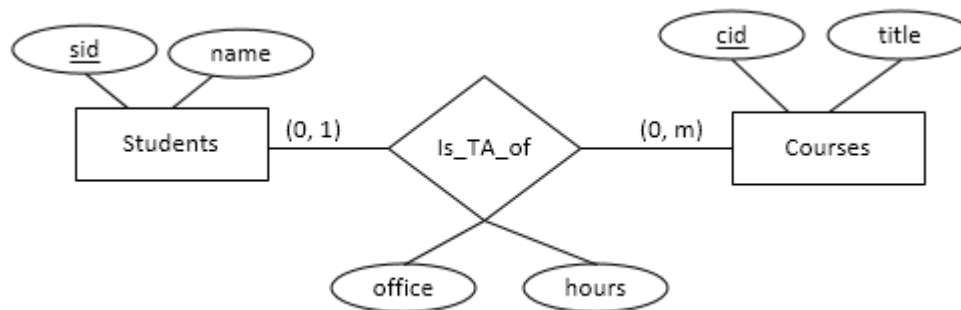 sid
name
cid
title
Students
(0, 1)
Is_TA_of
(0, m)
Courses
office
hours